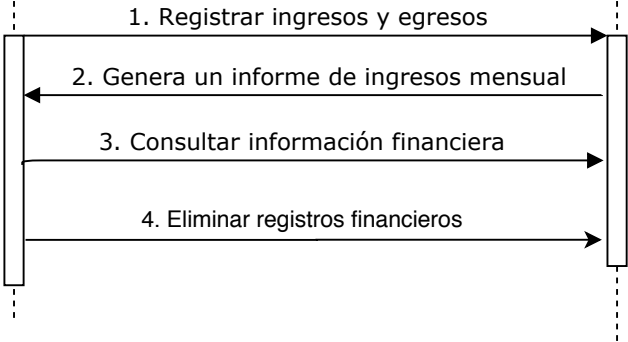 1. Registrar ingresos y egresos
2. Genera un informe de ingresos mensual
3. Consultar información financiera
4. Eliminar registros financieros